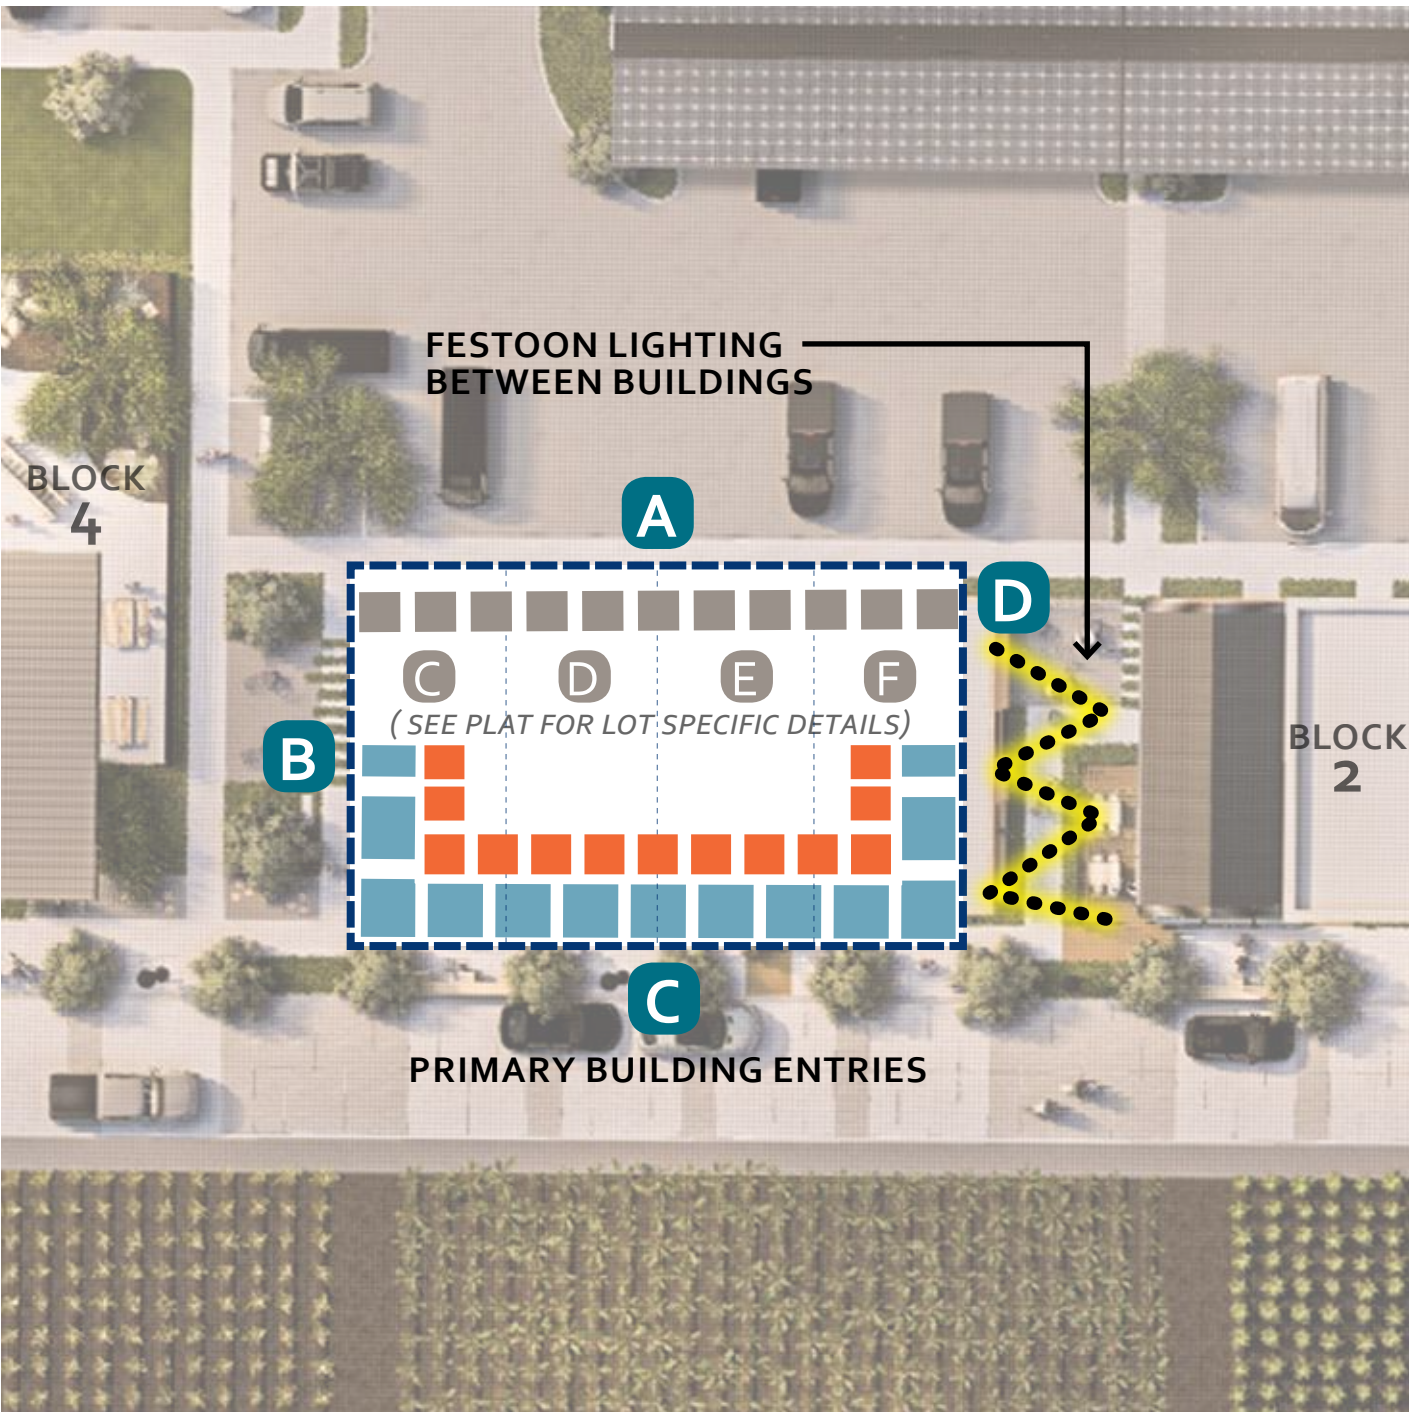 FESTOON LIGHTING
BETWEEN BUILDINGS
BLOCK
4
A
D
C D E F
( SEE PLAT FOR LOT SPECIFIC DETAILS)
B
BLOCK
2
C
PRIMARY BUILDING ENTRIES